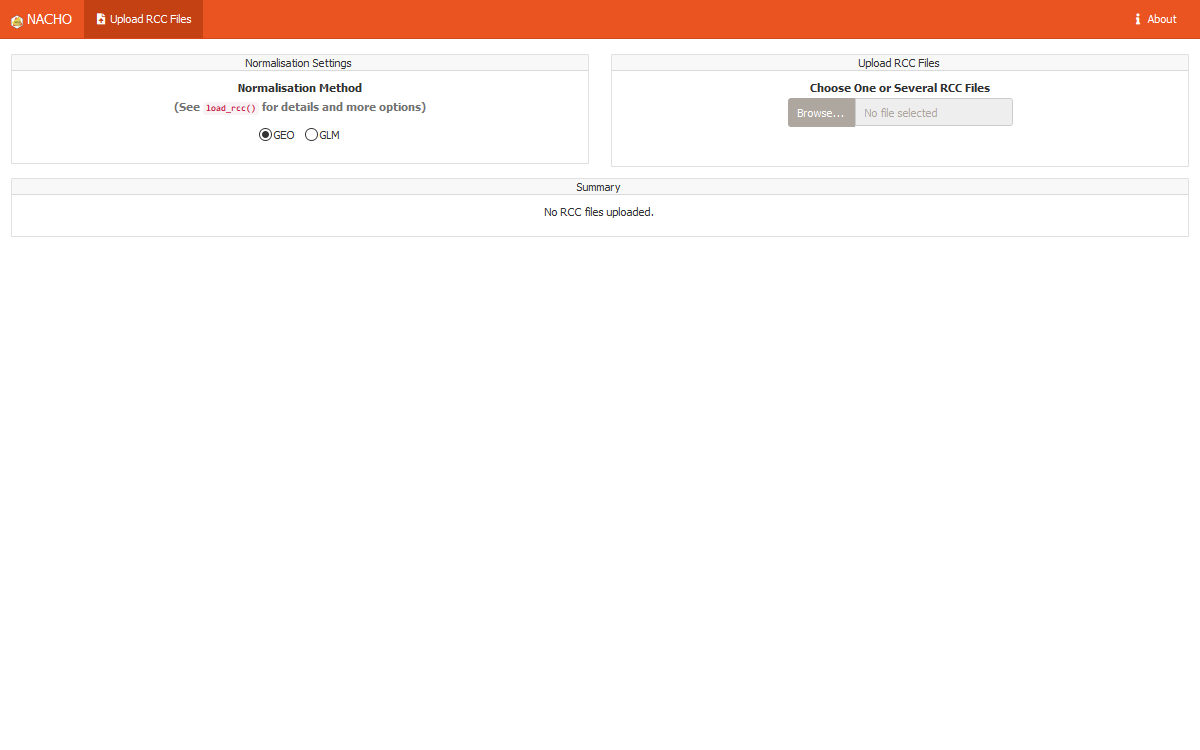 NACHO
Upload RCC Files
About
Normalisation Settings
Normalisation Method
(See load_rcc() for details and more options)
GEO GLM
Upload RCC Files
Choose One or Several RCC Files
Browse... No file selected
Summary
No RCC files uploaded.